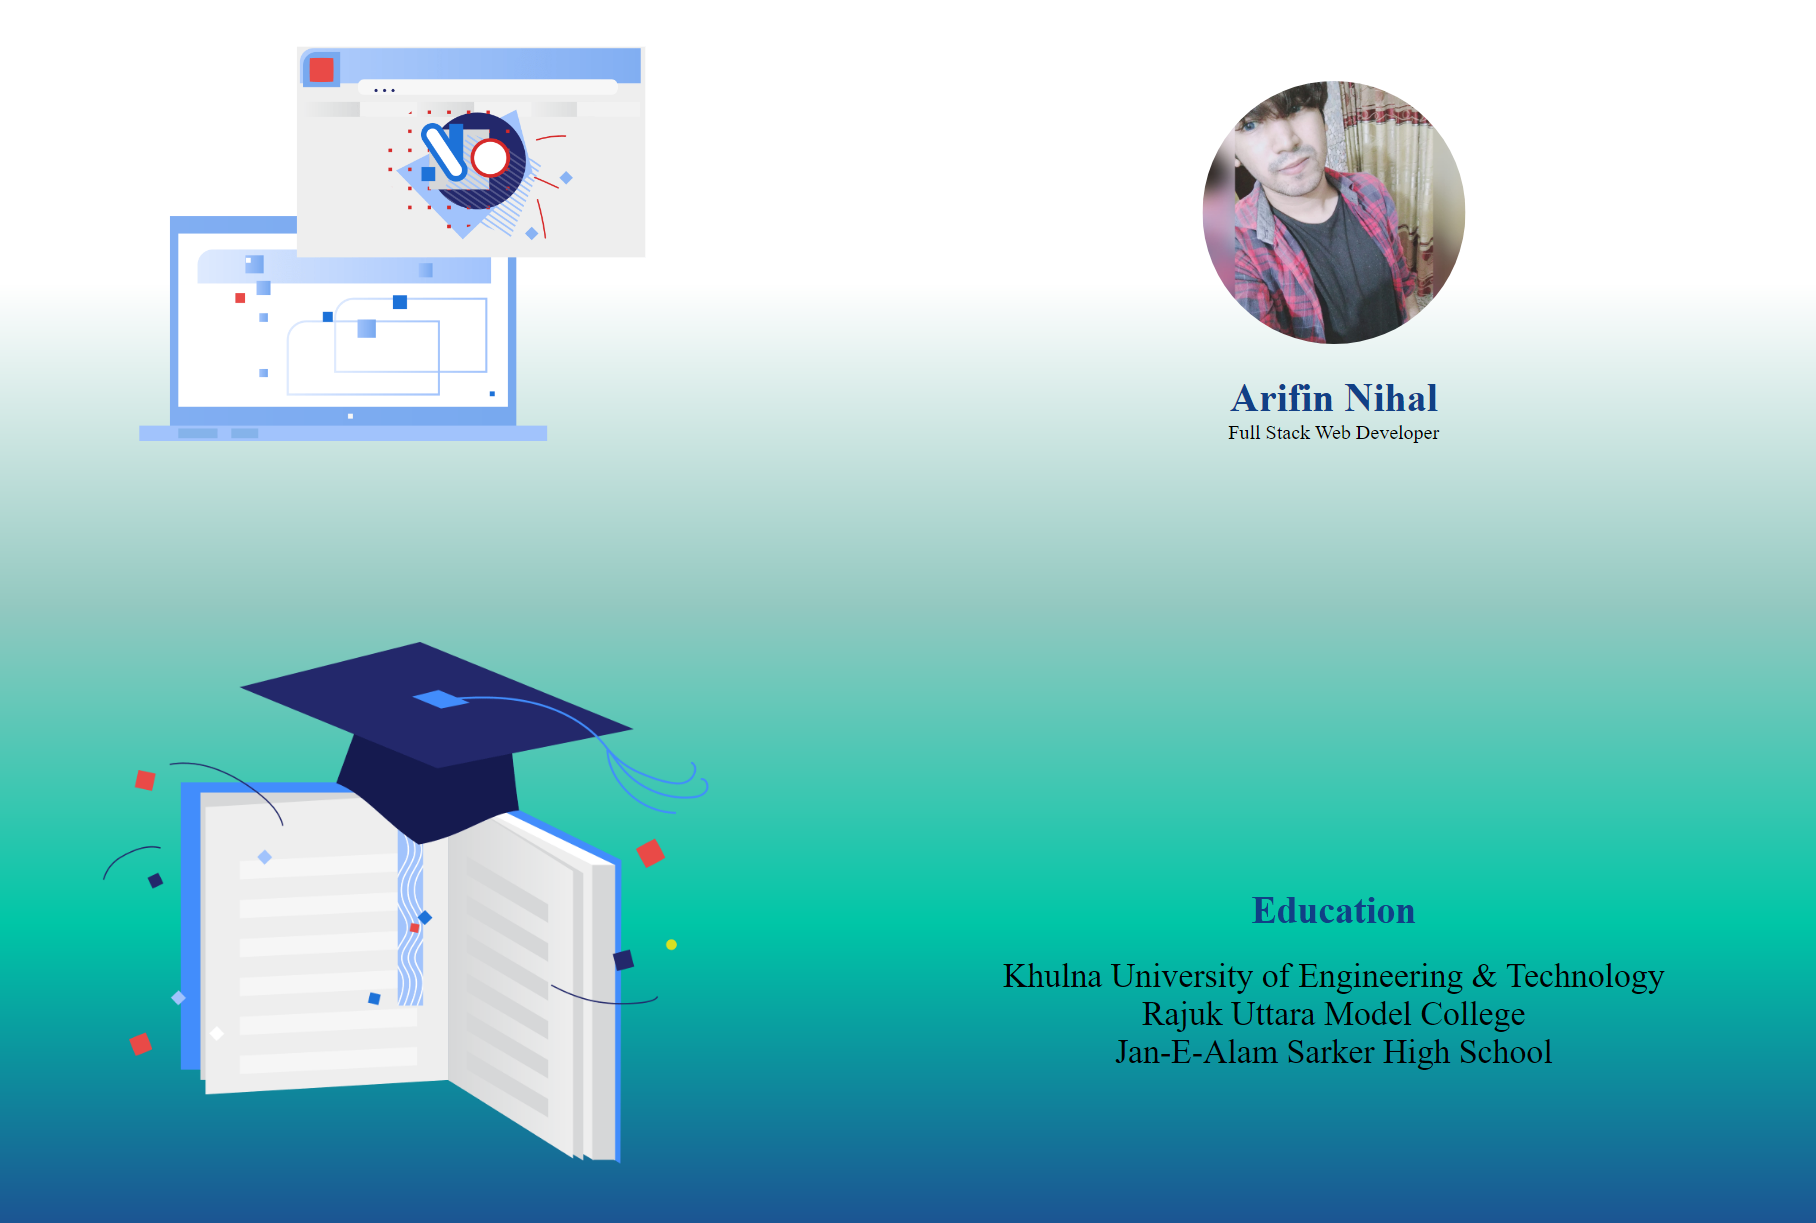 Arifin Nihal
Full Stack Web Developer
Education
Khulna University of Engineering & Technology
Rajuk Uttara Model College
Jan-E-Alam Sarker High School